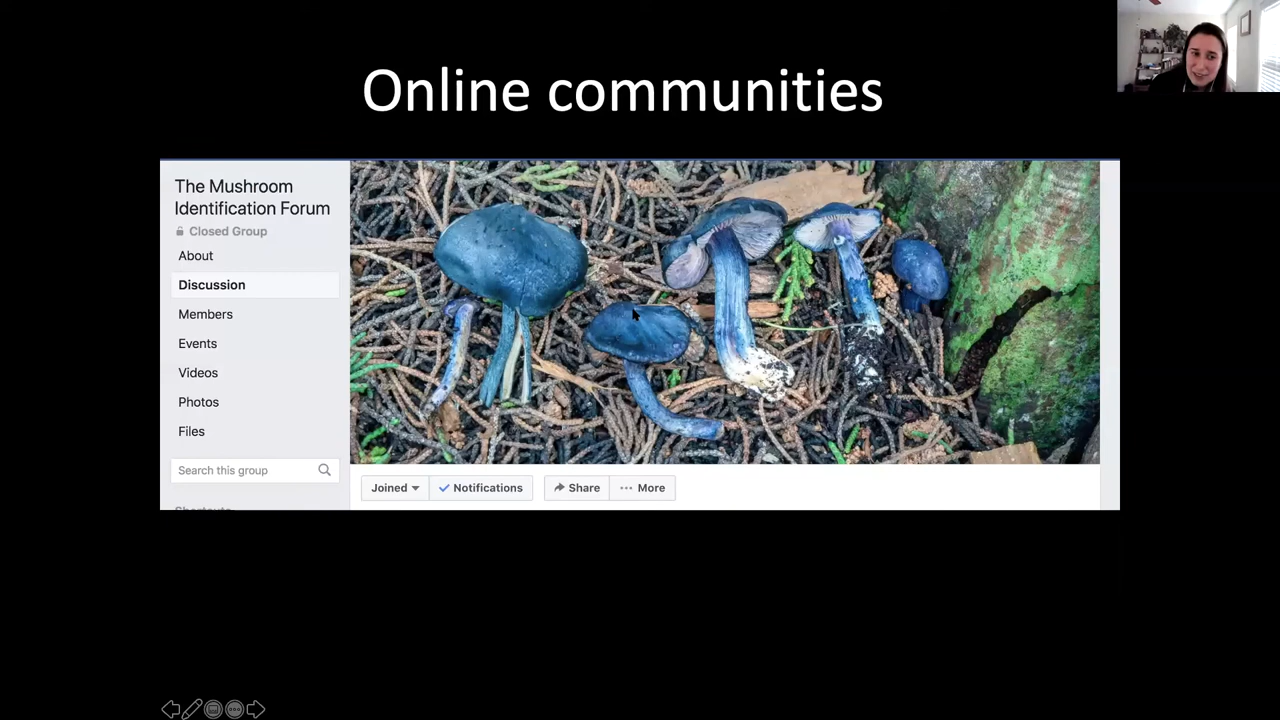 Online communities
The Mushroom
Identification Forum
Closed Group
About
Discussion
Members
Events
Videos
Photos
Files
Search this group
Shortcuts
Joined
Notifications
Share
More